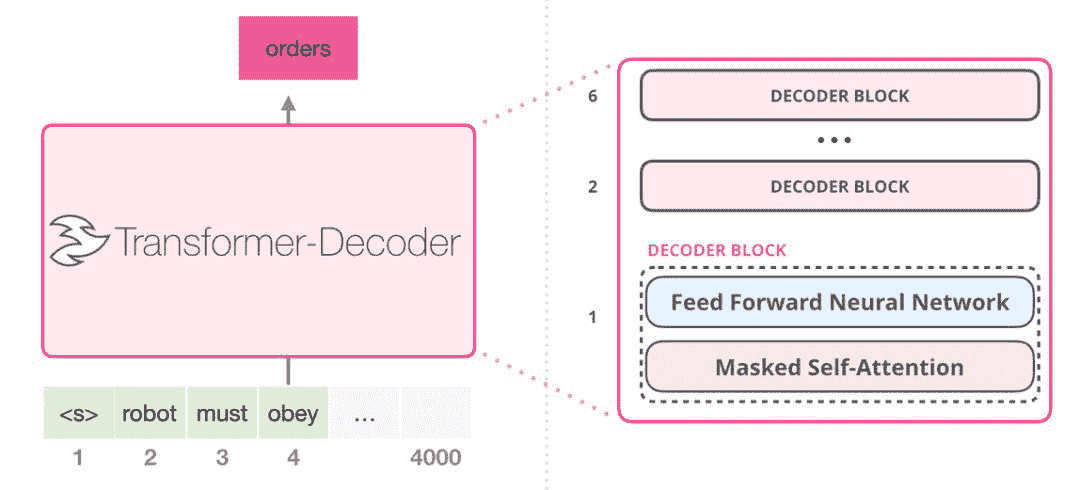 orders
Transformer-Decoder
<s> robot must obey ...
1 2 3 4 4000
6 DECODER BLOCK
...
2 DECODER BLOCK
DECODER BLOCK
1
Feed Forward Neural Network
Masked Self-Attention